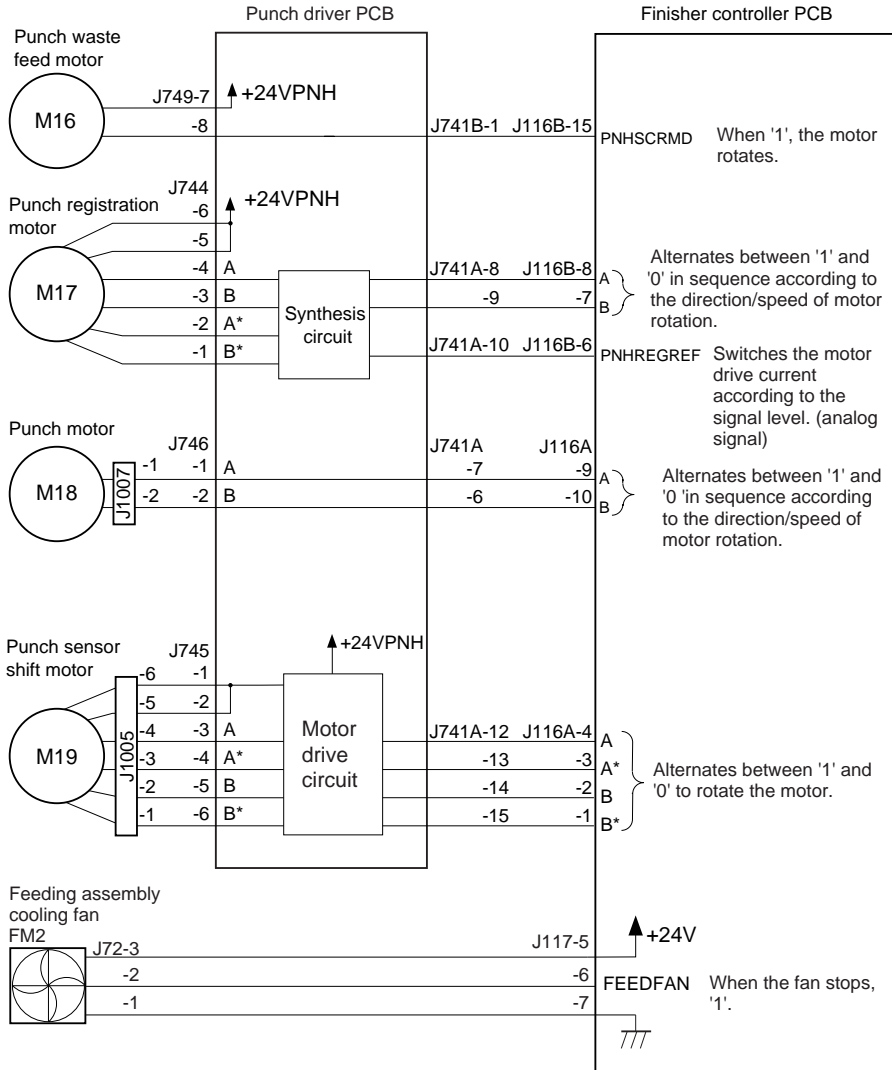 Punch driver PCB
Finisher controller PCB
Punch waste
feed motor
M16
J749-7
+24VPNH
-8
J741B-1
J116B-15
PNHSCRMD
When '1', the motor
rotates.
Punch registration
motor
M17
J744
+24VPNH
-6
-5
-4
A
-3
B
-2
A*
-1
B*
Synthesis
circuit
J741A-8
J116B-8
A
-9
-7
B
Alternates between '1' and
'0' in sequence according to
the direction/speed of motor
rotation.
J741A-10
J116B-6
PNHREGREF
Switches the motor
drive current
according to the
signal level. (analog
signal)
Punch motor
M18
J1007
-1
-2
J746
-1
A
-2
B
J741A
-7
-6
J116A
-9
-10
A
B
Alternates between '1' and
'0 'in sequence according
to the direction/speed of
motor rotation.
Punch sensor
shift motor
M19
J1005
-6
-5
-4
-3
-2
-1
J745
-1
-2
-3
A
-4
A*
-5
B
-6
B*
+24VPNH
Motor
drive
circuit
J741A-12
J116A-4
A
-13
-3
A*
-14
-2
B
-15
-1
B*
Alternates between '1' and
'0' to rotate the motor.
Feeding assembly
cooling fan
FM2
J72-3
-2
-1
J117-5
-6
-7
+24V
FEEDFAN
When the fan stops,
'1'.